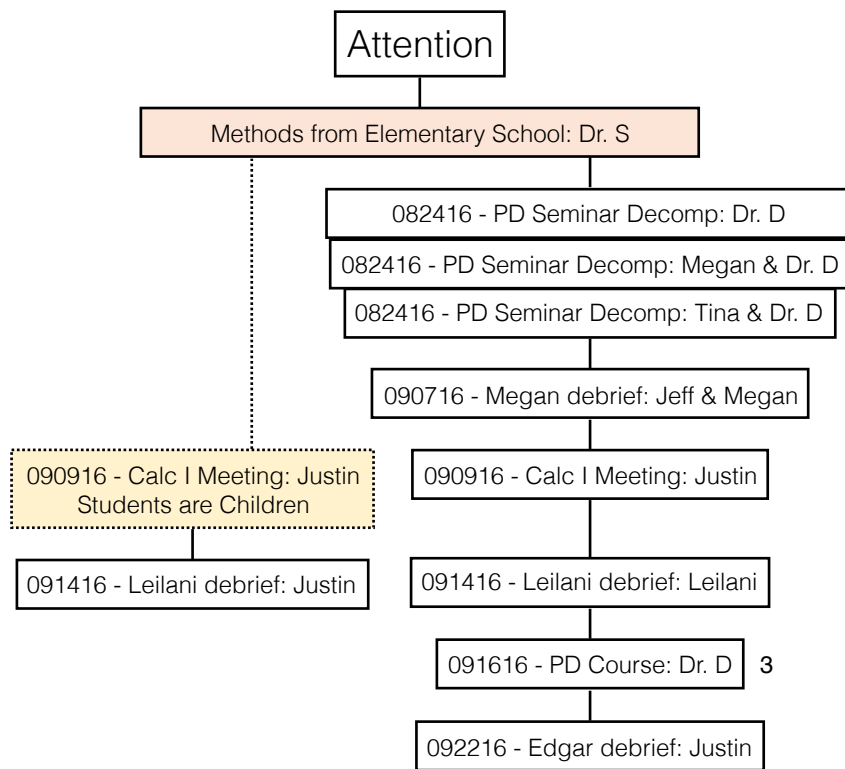 Attention
Methods from Elementary School: Dr. S
082416 - PD Seminar Decomp: Dr. D
082416 - PD Seminar Decomp: Megan & Dr. D
082416 - PD Seminar Decomp: Tina & Dr. D
090716 - Megan debrief: Jeff & Megan
090916 - Calc I Meeting: Justin
Students are Children
090916 - Calc I Meeting: Justin
091416 - Leilani debrief: Justin
091416 - Leilani debrief: Leilani
091616 - PD Course: Dr. D 3
092216 - Edgar debrief: Justin